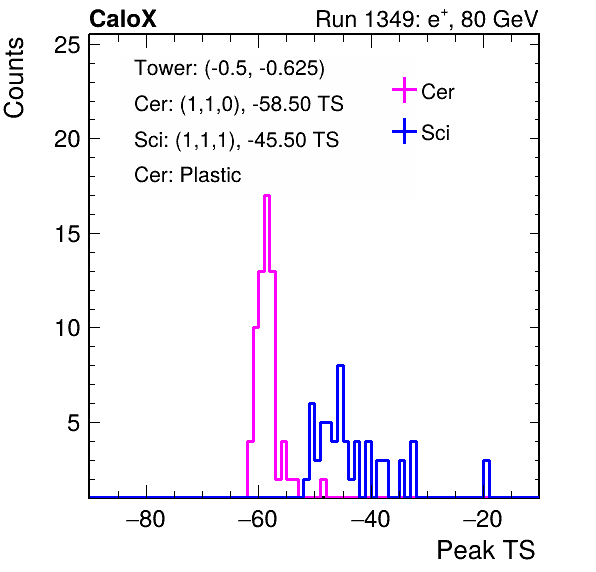 CaloX Run 1349: e⁺, 80 GeV
Counts
25
20
15
10
5
Tower: (-0.5, -0.625)
Cer: (1,1,0), -58.50 TS
Sci: (1,1,1), -45.50 TS
Cer: Plastic
Cer
Sci
−80 −60 −40 −20
Peak TS